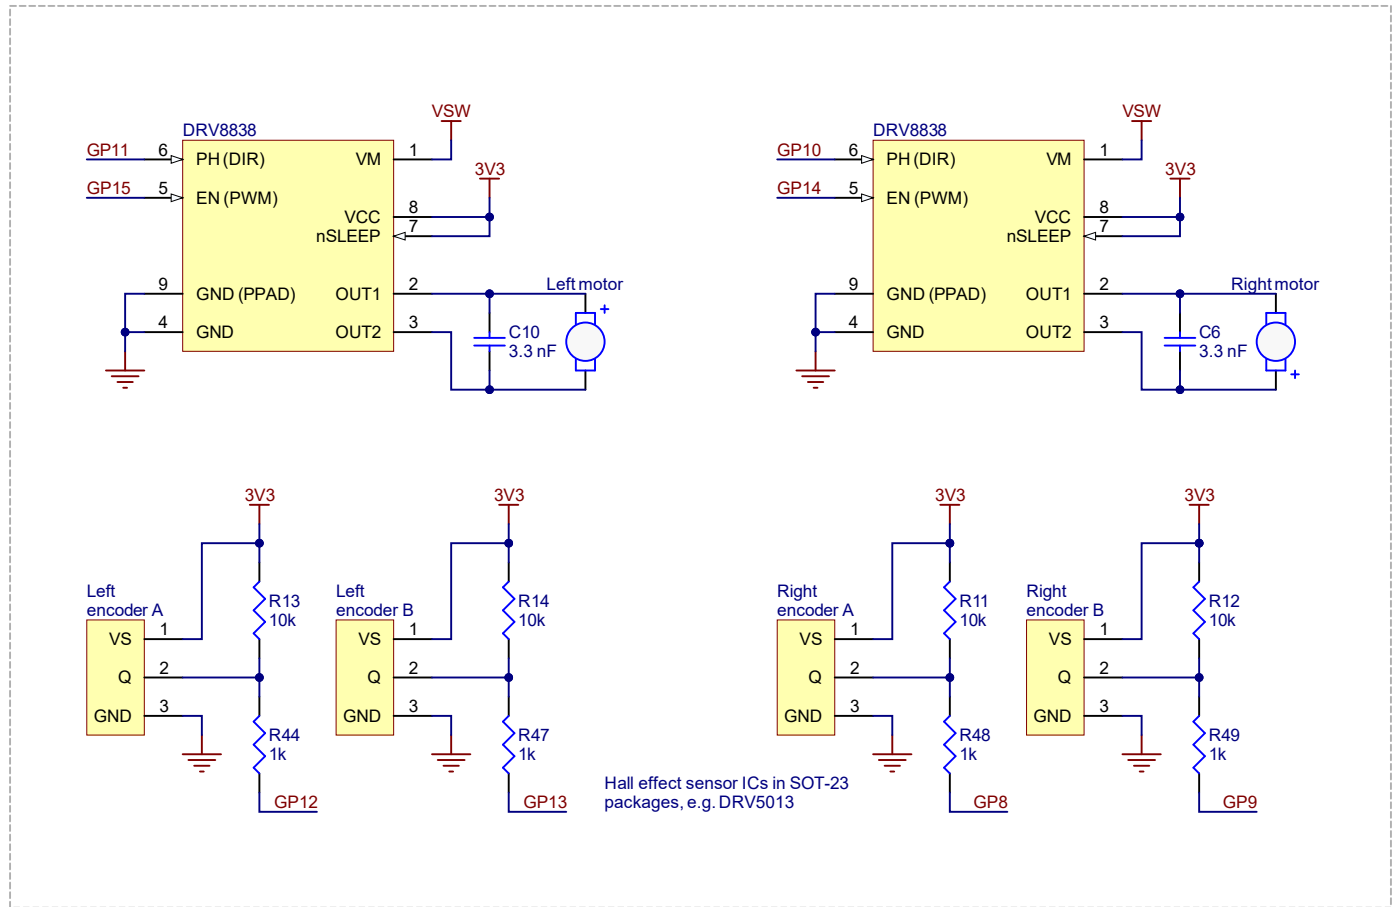 VSW
DRV8838
GP11
6
PH (DIR)
VM
1
3V3
GP15
5
EN (PWM)
VCC
8
nSLEEP
7
9
GND (PPAD)
OUT1
2
Left motor
+
4
GND
OUT2
3
C10
3.3 nF
VSW
DRV8838
GP10
6
PH (DIR)
VM
1
3V3
GP14
5
EN (PWM)
VCC
8
nSLEEP
7
9
GND (PPAD)
OUT1
2
Right motor
4
GND
OUT2
3
C6
3.3 nF
+
3V3
Left
encoder A
R13
10k
VS
1
Q
2
GND
3
R44
1k
GP12
3V3
Left
encoder B
R14
10k
VS
1
Q
2
GND
3
R47
1k
GP13
Hall effect sensor ICs in SOT-23
packages, e.g. DRV5013
3V3
Right
encoder A
R11
10k
VS
1
Q
2
GND
3
R48
1k
GP8
3V3
Right
encoder B
R12
10k
VS
1
Q
2
GND
3
R49
1k
GP9